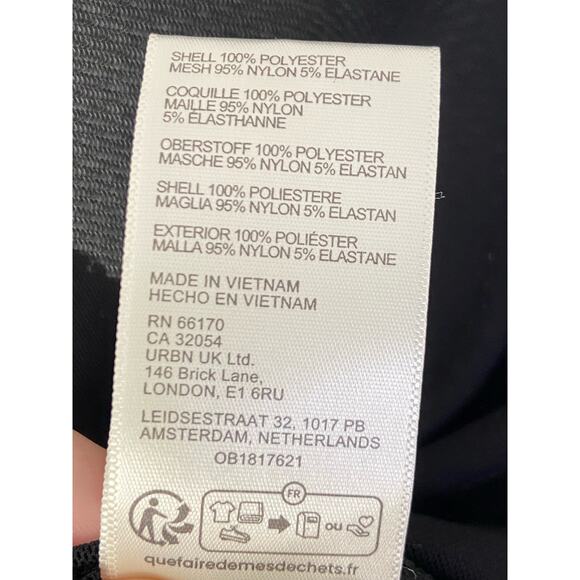 SHELL 100% POLYESTER
MESH 95% NYLON 5% ELASTANE
COQUILLE 100% POLYESTER
MAILLE 95% NYLON
5% ÉLASTHANNE
OBERSTOFF 100% POLYESTER
MASCHE 95% NYLON 5% ELASTAN
SHELL 100% POLIESTERE
MAGLIA 95% NYLON 5% ELASTAN
EXTERIOR 100% POLIÉSTER
MALLA 95% NYLON 5% ELASTANE
MADE IN VIETNAM
HECHO EN VIETNAM
RN 66170
CA 32054
URBN UK Ltd.
146 Brick Lane,
LONDON, E1 6RU
LEIDSESTRAAT 32, 1017 PB
AMSTERDAM, NETHERLANDS
OB1817621
FR
OU
quefairedemesdechets.fr